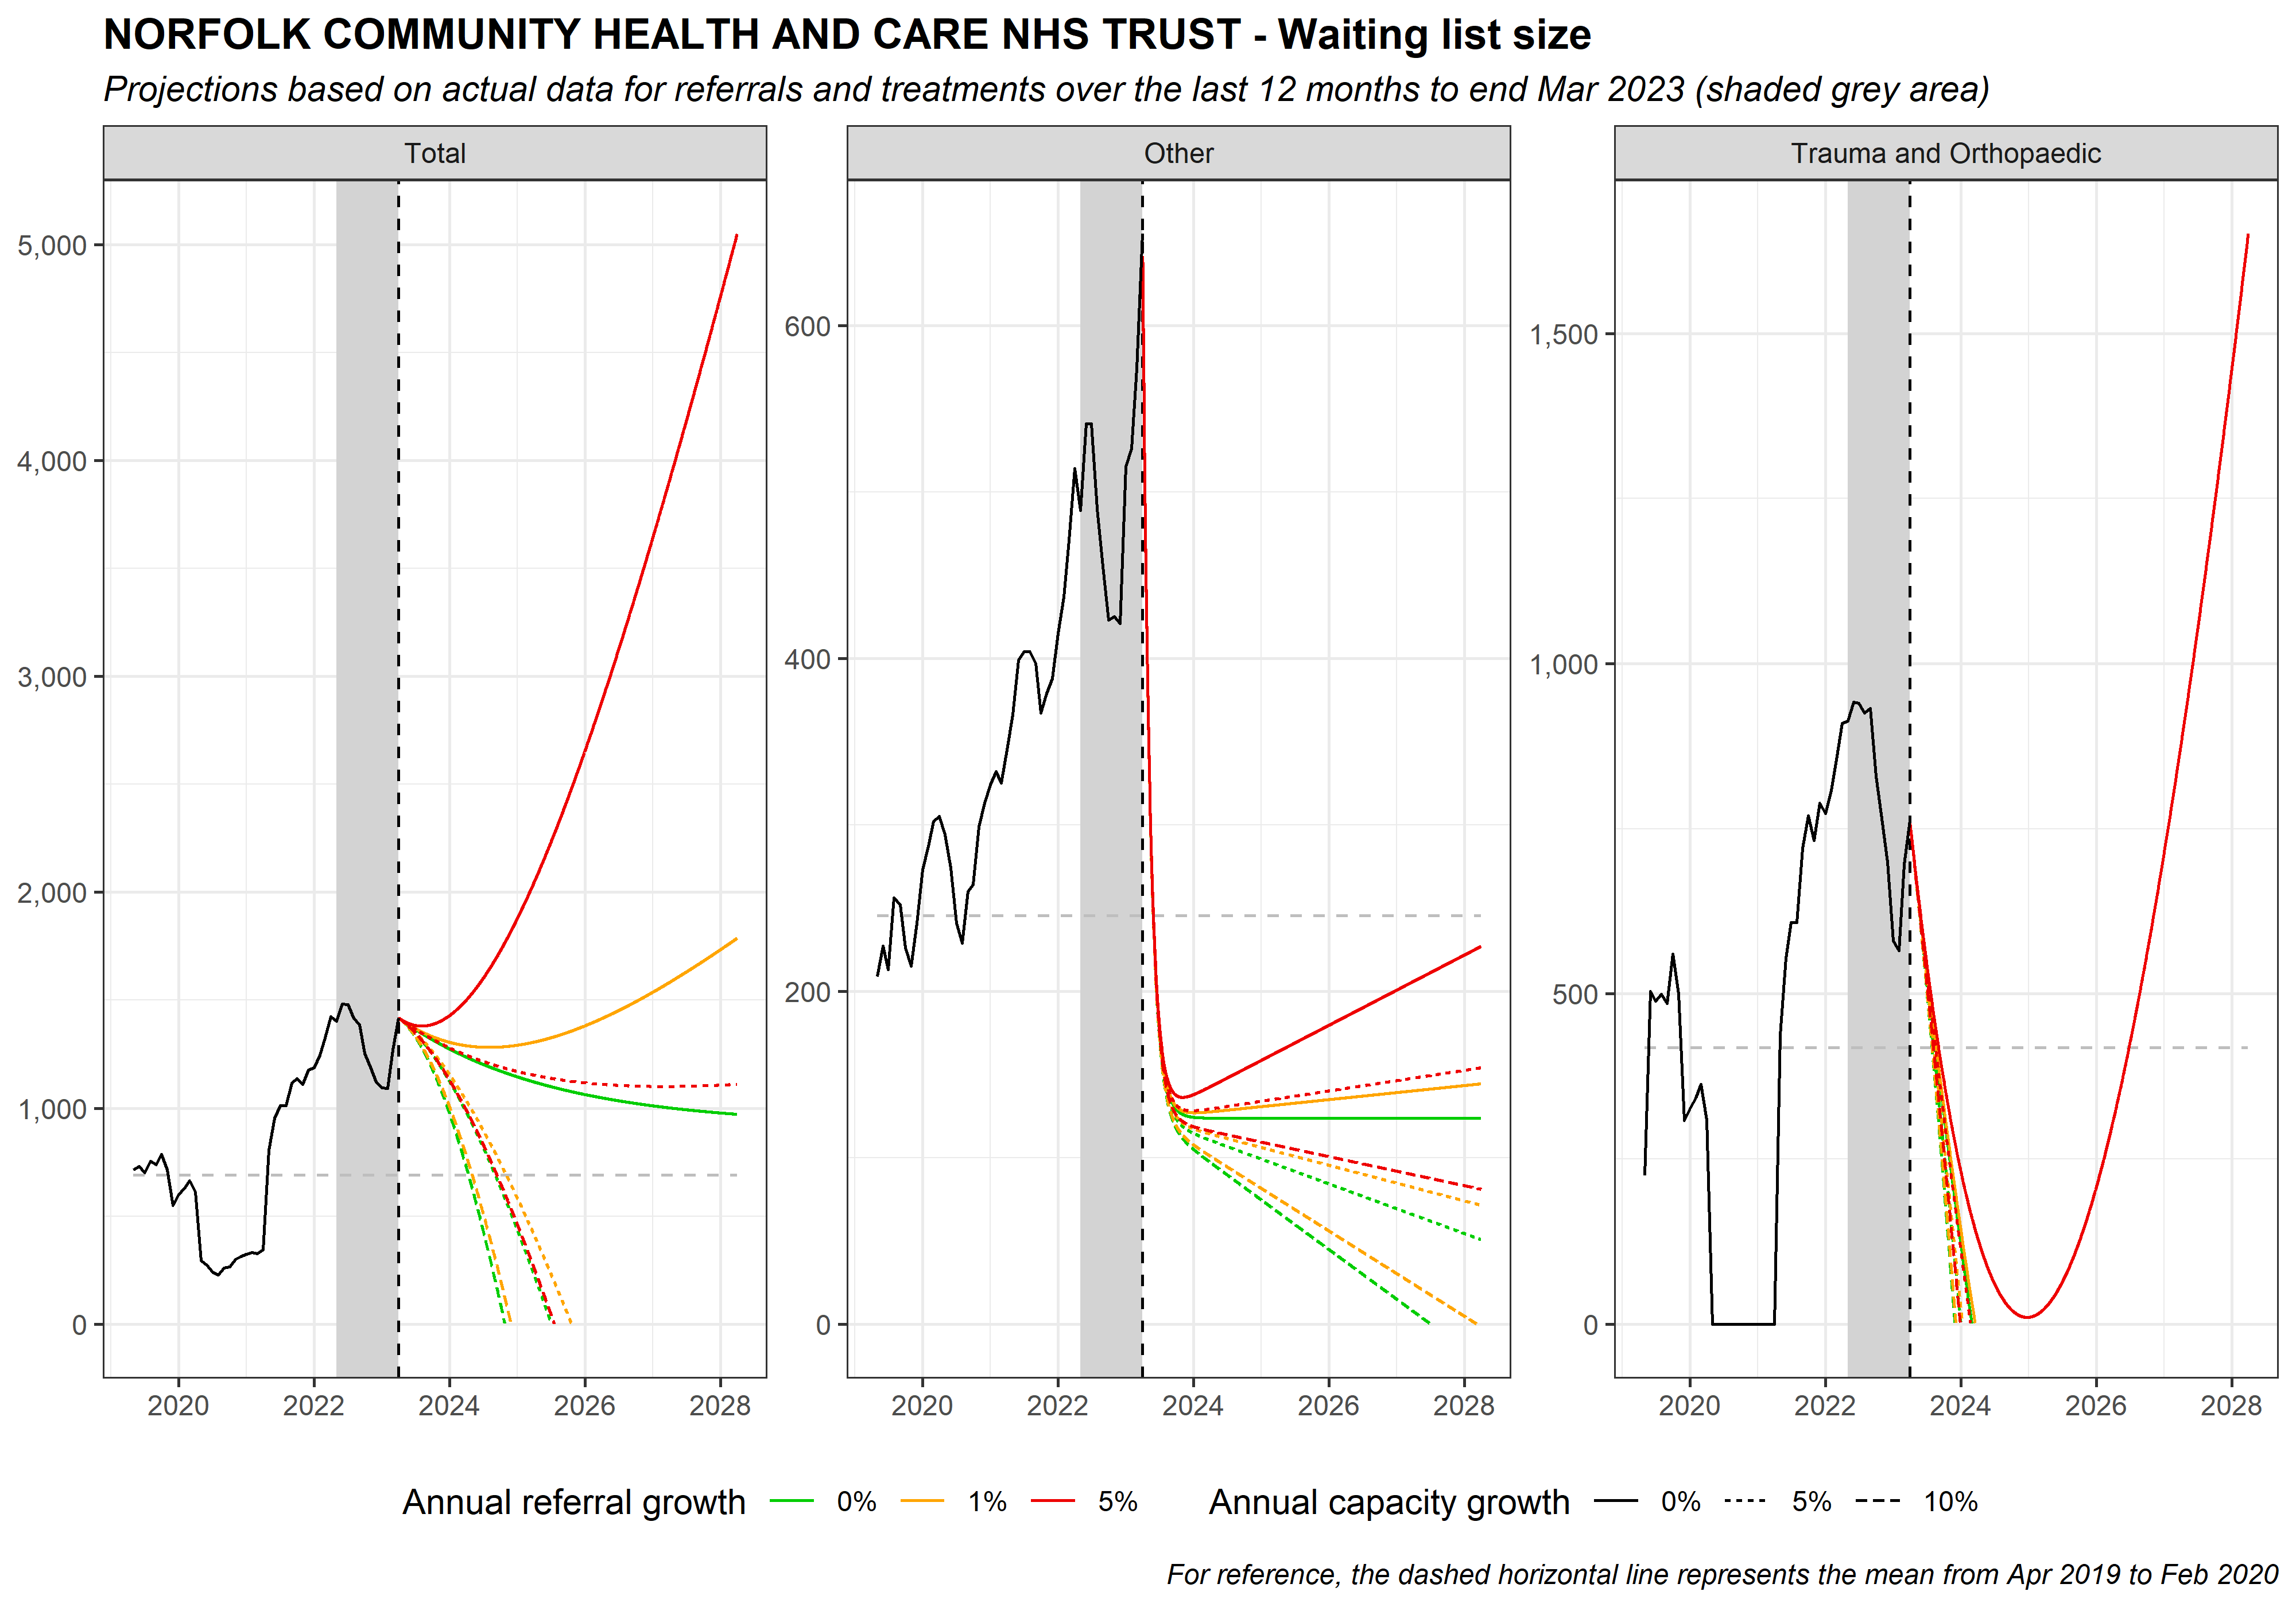 NORFOLK COMMUNITY HEALTH AND CARE NHS TRUST - Waiting list size
Projections based on actual data for referrals and treatments over the last 12 months to end Mar 2023 (shaded grey area)
Total
5,000
4,000
3,000
2,000
1,000
0
2020 2022 2024 2026 2028
Other
600
400
200
0
2020 2022 2024 2026 2028
Trauma and Orthopaedic
1,500
1,000
500
0
2020 2022 2024 2026 2028
Annual referral growth 0% 1% 5% Annual capacity growth 0% 5% 10%
For reference, the dashed horizontal line represents the mean from Apr 2019 to Feb 2020